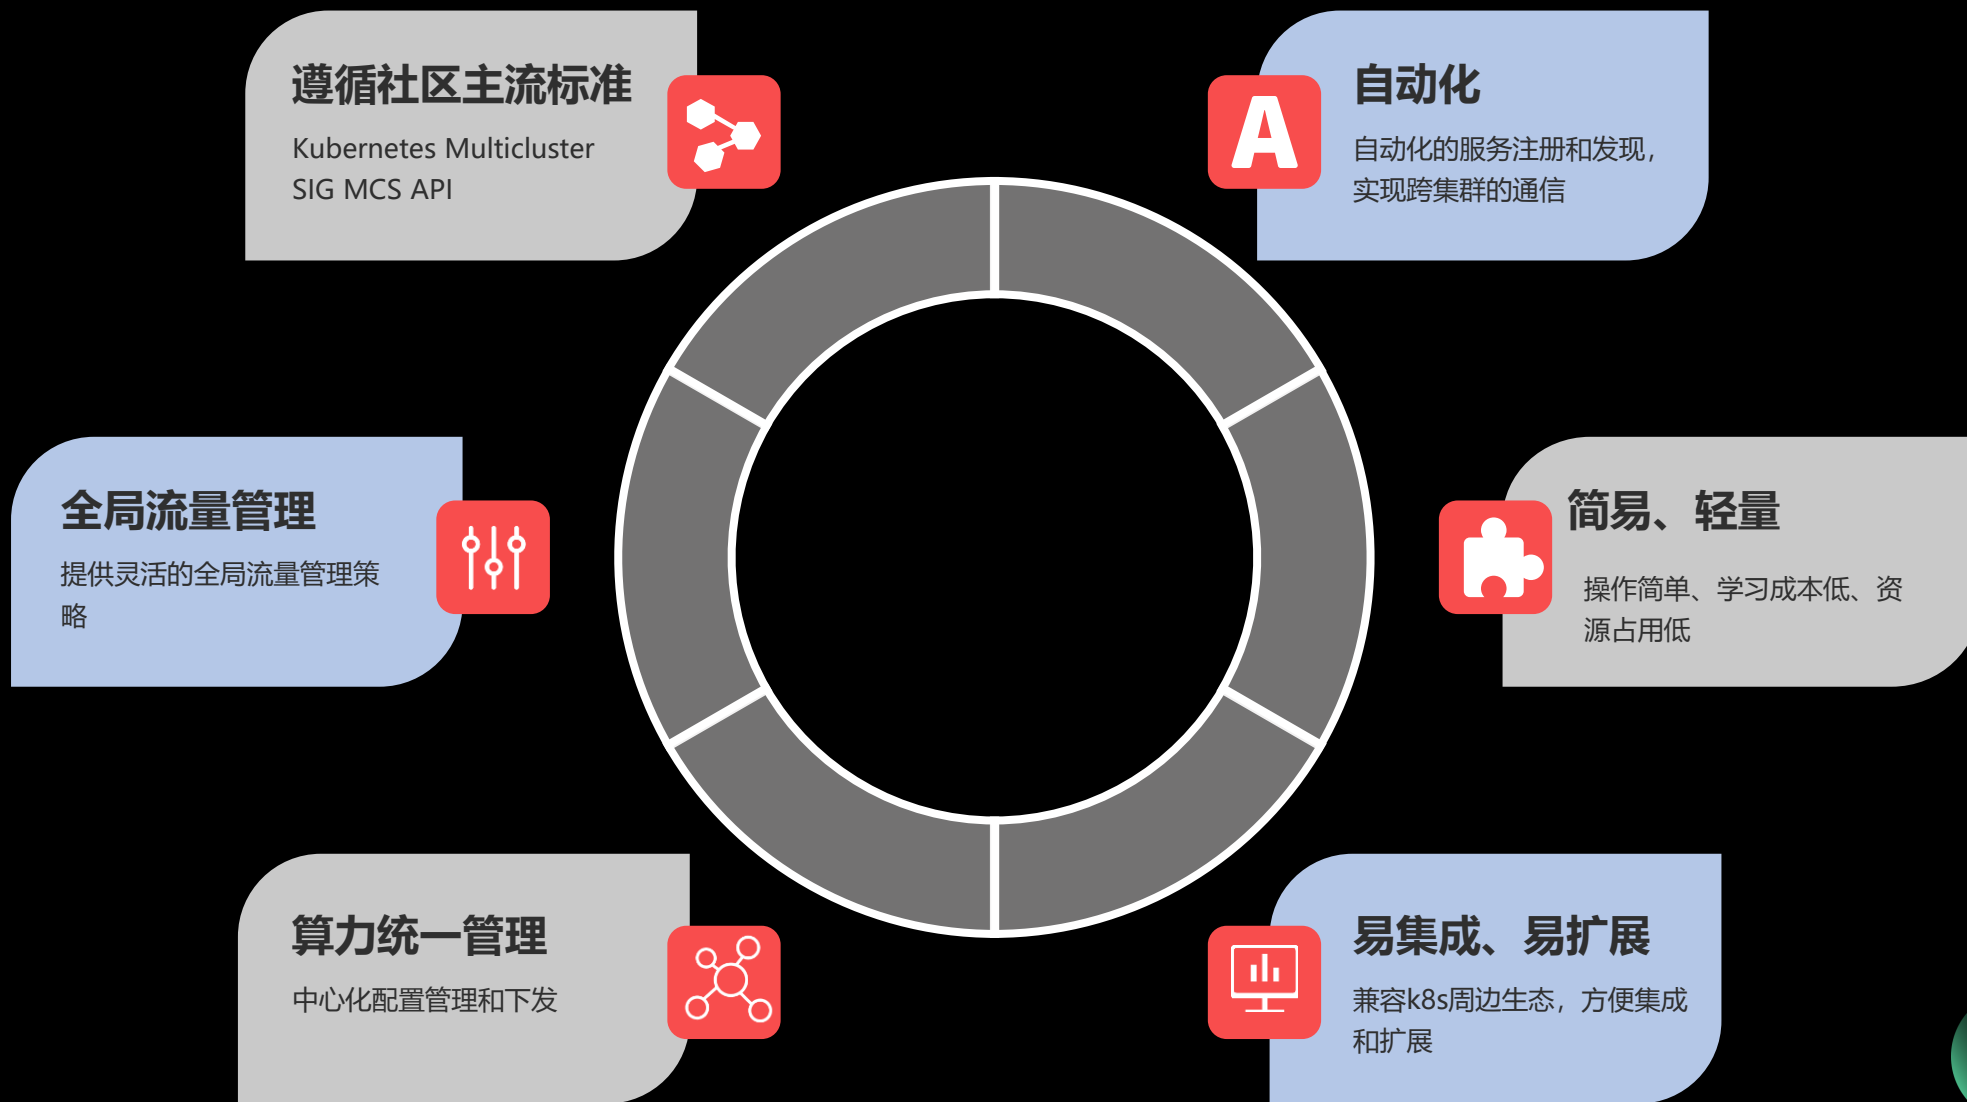 遵循社区主流标准
Kubernetes Multicluster
SIG MCS API
A
自动化
自动化的服务注册和发现，
实现跨集群的通信
全局流量管理
提供灵活的全局流量管理策
略
简易、轻量
操作简单、学习成本低、资
源占用低
算力统一管理
中心化配置管理和下发
易集成、易扩展
兼容k8s周边生态，方便集成
和扩展